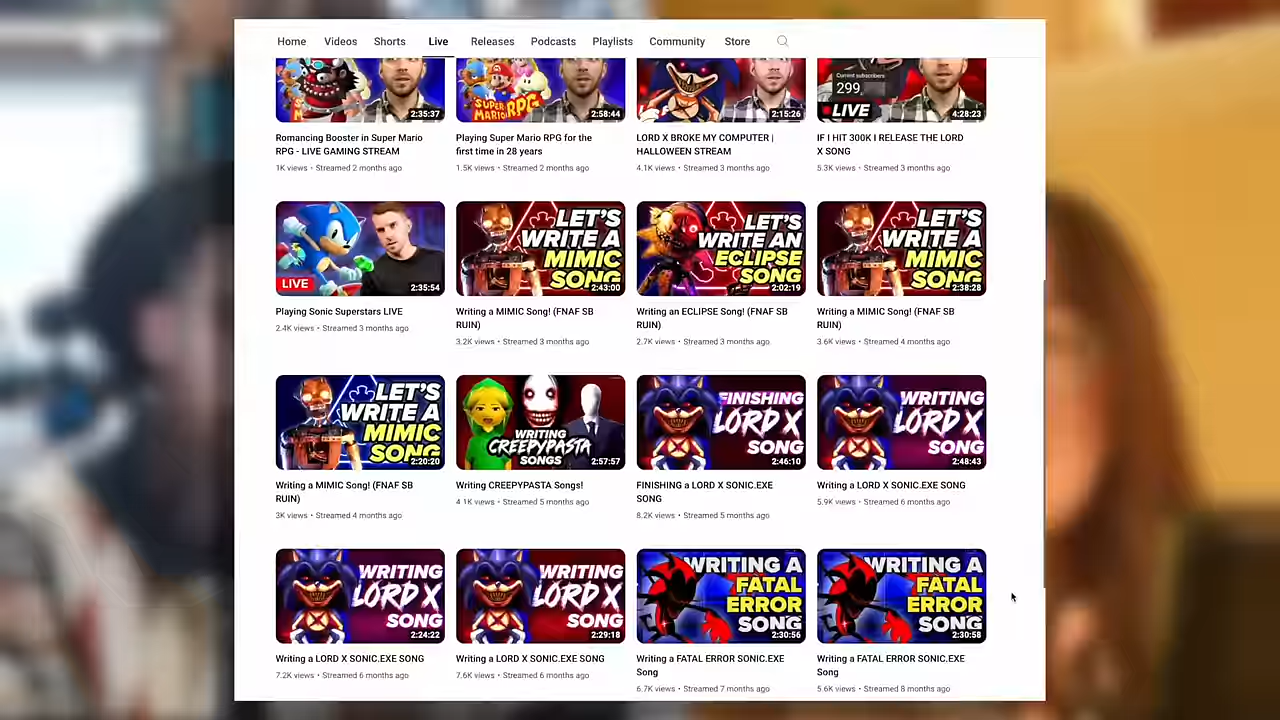 Home Videos Shorts Live Releases Podcasts Playlists Community Store
2:35:37
SUPER MARIO RPG
2:58:44
2:15:26
Current subscribers
299,
LIVE
4:28:23
Romancing Booster in Super Mario
RPG - LIVE GAMING STREAM
1K views • Streamed 2 months ago
Playing Super Mario RPG for the
first time in 28 years
1.5K views • Streamed 2 months ago
LORD X BROKE MY COMPUTER |
HALLOWEEN STREAM
4.1K views • Streamed 3 months ago
IF I HIT 300K I RELEASE THE LORD
X SONG
5.3K views • Streamed 3 months ago
LIVE
2:35:54
LET'S
WRITE A
MIMIC
SONG
2:43:00
LET'S
WRITE AN
ECLIPSE
SONG
2:02:19
LET'S
WRITE A
MIMIC
SONG
2:38:28
Playing Sonic Superstars LIVE
2.4K views • Streamed 3 months ago
Writing a MIMIC Song! (FNAF SB
RUIN)
3.2K views • Streamed 3 months ago
Writing an ECLIPSE Song! (FNAF SB
RUIN)
2.7K views • Streamed 3 months ago
Writing a MIMIC Song! (FNAF SB
RUIN)
3.6K views • Streamed 4 months ago
LET'S
WRITE A
MIMIC
SONG
2:20:20
WRITING
CREEPYPASTA
SONGS
2:57:57
FINISHING
LORD X
SONG
2:46:10
WRITING
LORD X
SONG
2:48:43
Writing a MIMIC Song! (FNAF SB
RUIN)
3K views • Streamed 4 months ago
Writing CREEPYPASTA Songs!
4.1K views • Streamed 5 months ago
FINISHING a LORD X SONIC.EXE
SONG
8.2K views • Streamed 5 months ago
Writing a LORD X SONIC.EXE SONG
5.9K views • Streamed 6 months ago
WRITING
LORD X
SONG
2:24:22
WRITING
LORD X
SONG
2:29:18
WRITING A
FATAL
ERROR
SONG
2:30:56
WRITING A
FATAL
ERROR
SONG
2:30:58
Writing a LORD X SONIC.EXE SONG
7.2K views • Streamed 6 months ago
Writing a LORD X SONIC.EXE SONG
7.6K views • Streamed 6 months ago
Writing a FATAL ERROR SONIC.EXE
Song
6.7K views • Streamed 7 months ago
Writing a FATAL ERROR SONIC.EXE
Song
5.6K views • Streamed 8 months ago